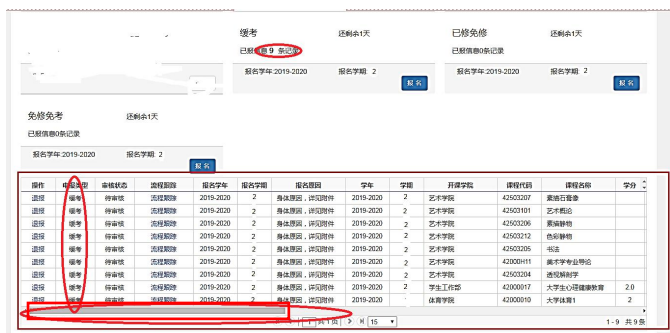 缓考 还剩余1天
已报信息9 条记录
报名学年:2019-2020 报名学期: 2
报 名
已修免修 还剩余1天
已报信息0条记录
报名学年:2019-2020 报名学期: 2
报 名
免修免考 还剩余1天
已报信息0条记录
报名学年:2019-2020 报名学期: 2
报 名
操作 申报类型 审核状态 流程跟踪 报名学年 报名学期 报名原因 学年 学期 开课学院 课程代码 课程名称 学分
退报 缓考 待审核 流程跟踪 2019-2020 2 身体原因，详见附件 2019-2020 2 艺术学院 42503207 素描石膏像
退报 缓考 待审核 流程跟踪 2019-2020 2 身体原因，详见附件 2019-2020 2 艺术学院 42503101 艺术概论
退报 缓考 待审核 流程跟踪 2019-2020 2 身体原因，详见附件 2019-2020 2 艺术学院 42503206 素描静物
退报 缓考 待审核 流程跟踪 2019-2020 2 身体原因，详见附件 2019-2020 2 艺术学院 42503212 色彩静物
退报 缓考 待审核 流程跟踪 2019-2020 2 身体原因，详见附件 2019-2020 2 艺术学院 42503205 书法
退报 缓考 待审核 流程跟踪 2019-2020 2 身体原因，详见附件 2019-2020 2 艺术学院 42000H11 美术学专业导论
退报 缓考 待审核 流程跟踪 2019-2020 2 身体原因，详见附件 2019-2020 2 艺术学院 42503204 透视解剖学
退报 缓考 待审核 流程跟踪 2019-2020 2 身体原因，详见附件 2019-2020 2 学生工作部 42000017 大学生心理健康教育 2.0
退报 缓考 待审核 流程跟踪 2019-2020 2 身体原因，详见附件 2019-2020 体育学院 42000010 大学体育1 2
1 共1页 15 1 - 9 共 9 条